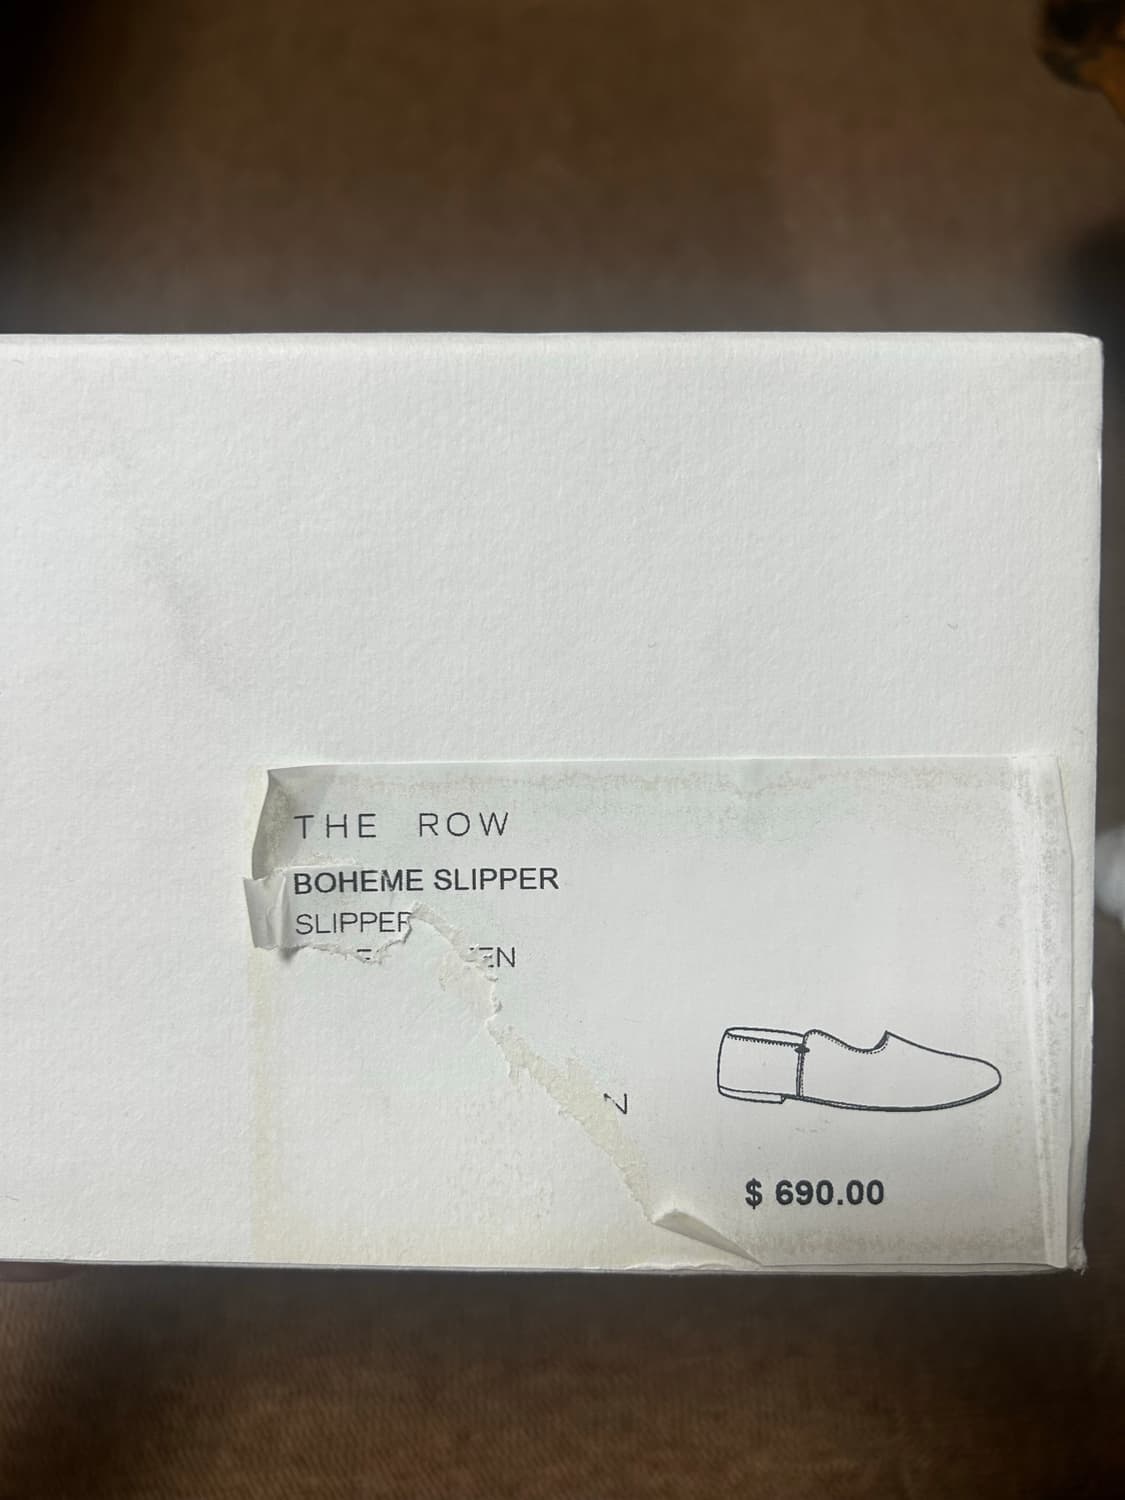 THE ROW
BOHEME SLIPPER
SLIPPER
$ 690.00